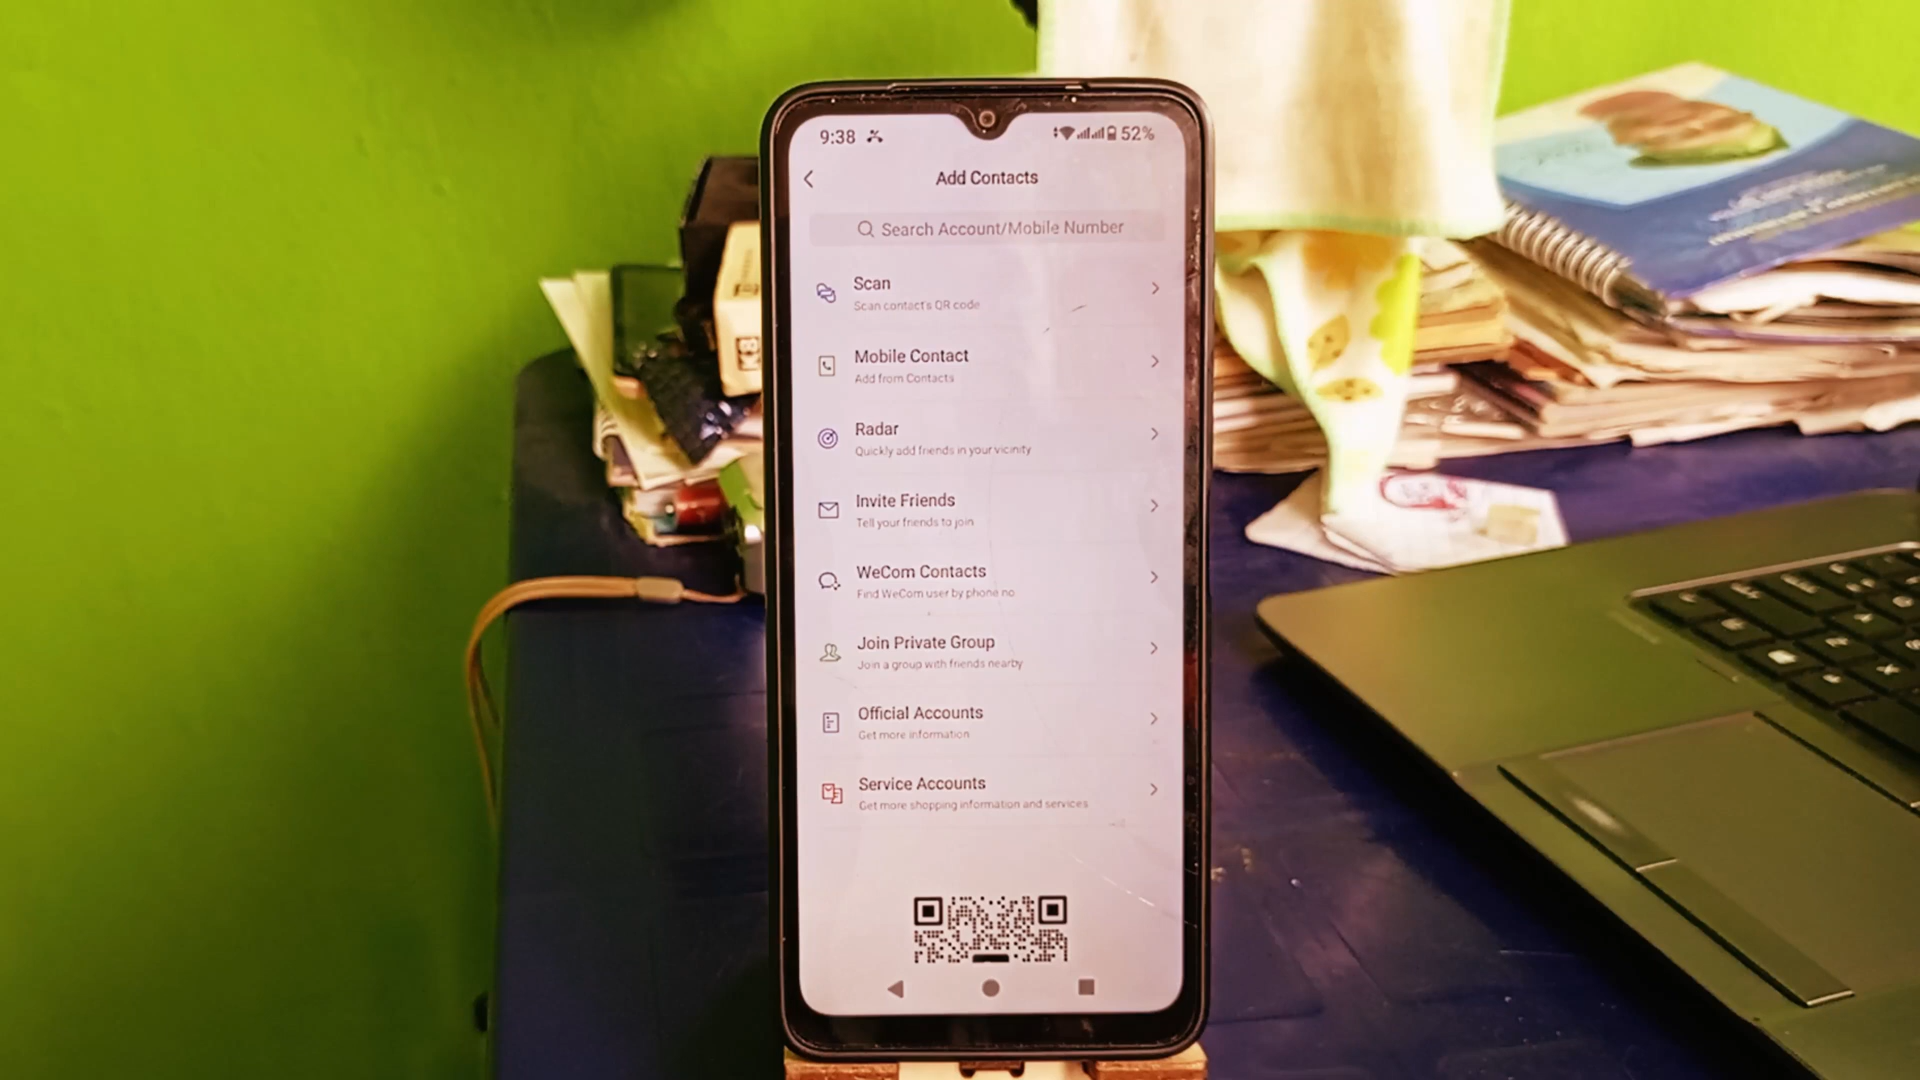 9:38
52%
Add Contacts
Search Account/Mobile Number
Scan
Scan contact's QR code
Mobile Contact
Add from Contacts
Radar
Quickly add friends in your vicinity
Invite Friends
Tell your friends to join
WeCom Contacts
Find WeCom user by phone no
Join Private Group
Join a group with friends nearby
Official Accounts
Get more information
Service Accounts
Get more shopping information and services